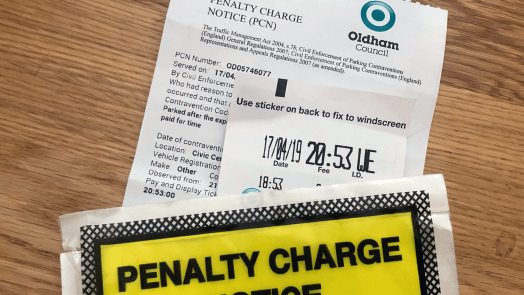 PENALTY CHARGE
NOTICE (PCN)
Oldham
Council
The Traffic Management Act 2004, s.78, Civil Enforcement of Parking Contraventions
(England) General Regulations 2007, Civil Enforcement of Parking Contraventions (England)
Representations and Appeals Regulations 2007 (as amended).
PCN Number: OD05746077
Served on: 17/04
By Civil Enforceme
Who had reason to
occurred and that
Contravention Cod
Parked after the exp
paid for time
Date of contraventi
Location: Civic Cen
Vehicle Registration
Make: Other Co
Observed from: 21
Pay and Display Tick
20:53:00
Use sticker on back to fix to windscreen
17/04/19 20:53 WE
Date Fee I.D.
18:53
PENALTY CHARGE
NOTICE